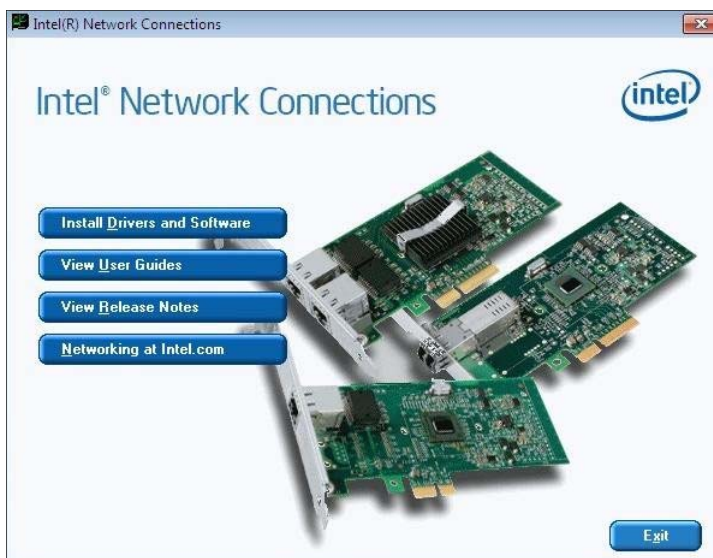 Intel(R) Network Connections
Intel® Network Connections
intel
Install Drivers and Software
View User Guides
View Release Notes
Networking at Intel.com
Exit